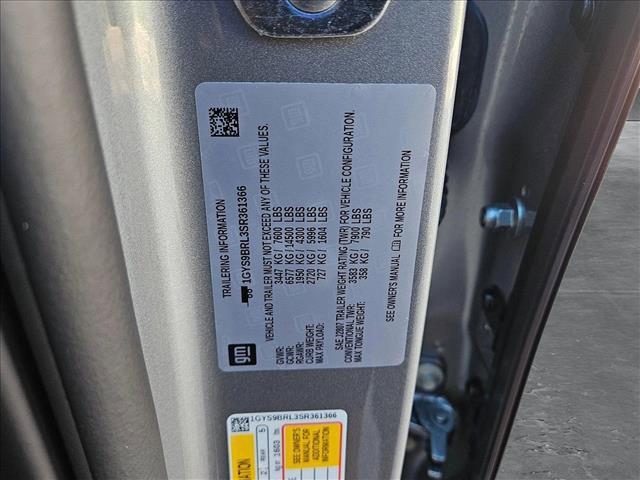 TRAILERING INFORMATION
1GYS9BRL3SR361366
VEHICLE AND TRAILER MUST NOT EXCEED ANY OF THESE VALUES.
GVWR: 3447 KG / 7600 LBS
GCWR: 6577 KG / 14500 LBS
RGAWR: 1950 KG / 4300 LBS
CURB WEIGHT: 2720 KG / 5996 LBS
MAX PAYLOAD: 727 KG / 1604 LBS
SAE J2807 TRAILER WEIGHT RATING (TWR) FOR VEHICLE CONFIGURATION.
CONVENTIONAL TWR: 3583 KG / 7900 LBS
MAX TONGUE WEIGHT: 358 KG / 790 LBS
SEE OWNER'S MANUAL FOR MORE INFORMATION
gm
1GYS9BRL3SR361366
SEE OWNER'S
MANUAL FOR
ADDITIONAL
INFORMATION